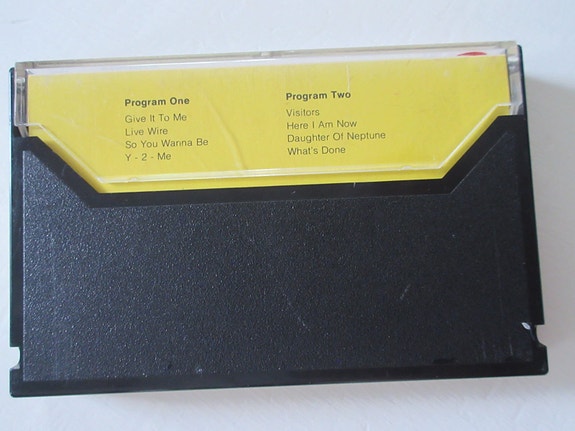 Program One
Give It To Me
Live Wire
So You Wanna Be
Y - 2 - Me
Program Two
Visitors
Here I Am Now
Daughter Of Neptune
What's Done